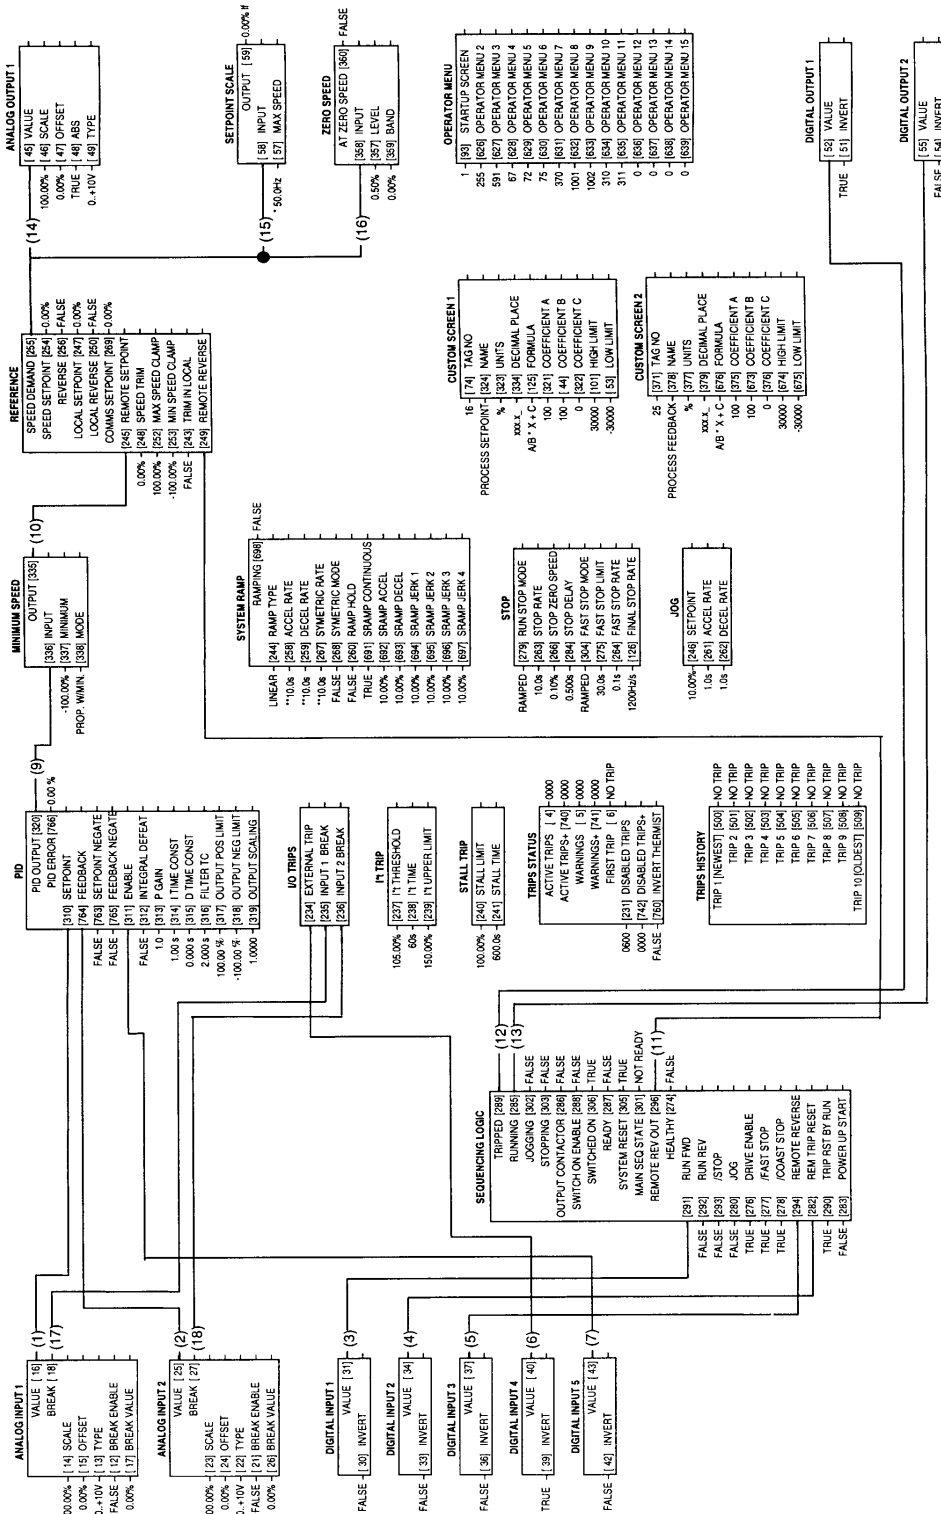 ANALOG INPUT 1
VALUE [ 16]
BREAK [ 18]
00.00% [ 14] SCALE
0.00% [ 15] OFFSET
0..+10V [ 13] TYPE
FALSE [ 12] BREAK ENABLE
0.00% [ 17] BREAK VALUE
(1)
(17)
ANALOG INPUT 2
VALUE [ 25]
BREAK [ 27]
00.00% [ 23] SCALE
0.00% [ 24] OFFSET
0..+10V [ 22] TYPE
FALSE [ 21] BREAK ENABLE
0.00% [ 26] BREAK VALUE
(2)
(18)
DIGITAL INPUT 1
VALUE [ 31]
FALSE [ 30] INVERT
(3)
DIGITAL INPUT 2
VALUE [ 34]
FALSE [ 33] INVERT
(4)
DIGITAL INPUT 3
VALUE [ 37]
FALSE [ 36] INVERT
(5)
DIGITAL INPUT 4
VALUE [ 40]
TRUE [ 39] INVERT
(6)
DIGITAL INPUT 5
VALUE [ 43]
FALSE [ 42] INVERT
(7)
SEQUENCING LOGIC
TRIPPED [289] (12)
RUNNING [285] (13)
JOGGING [302] FALSE
STOPPING [303] FALSE
OUTPUT CONTACTOR [286] FALSE
SWITCH ON ENABLE [288] FALSE
SWITCHED ON [306] TRUE
READY [287] FALSE
SYSTEM RESET [305] TRUE
MAIN SEQ STATE [301] NOT READY
REMOTE REV OUT [296] (11)
HEALTHY [274] FALSE
[291] RUN FWD
FALSE [292] RUN REV
FALSE [293] /STOP
FALSE [280] JOG
TRUE [276] DRIVE ENABLE
TRUE [277] /FAST STOP
TRUE [278] /COAST STOP
[294] REMOTE REVERSE
[282] REM TRIP RESET
TRUE [290] TRIP RST BY RUN
FALSE [283] POWER UP START
PID
PID OUTPUT [320] (9)
PID ERROR [766] 0.00 %
[310] SETPOINT
[764] FEEDBACK
FALSE [763] SETPOINT NEGATE
FALSE [765] FEEDBACK NEGATE
[311] ENABLE
FALSE [312] INTEGRAL DEFEAT
1.0 [313] P GAIN
1.00 s [314] I TIME CONST
0.000 s [315] D TIME CONST
2.000 s [316] FILTER TC
100.00 % [317] OUTPUT POS LIMIT
-100.00 % [318] OUTPUT NEG LIMIT
1.0000 [319] OUTPUT SCALING
I/O TRIPS
[234] EXTERNAL TRIP
[235] INPUT 1 BREAK
[236] INPUT 2 BREAK
I*t TRIP
105.00% [237] I*t THRESHOLD
60s [238] I*t TIME
150.00% [239] I*t UPPER LIMIT
STALL TRIP
100.00% [240] STALL LIMIT
600.0s [241] STALL TIME
TRIPS STATUS
ACTIVE TRIPS [ 4] 0000
ACTIVE TRIPS+ [740] 0000
WARNINGS [ 5] 0000
WARNINGS+ [741] 0000
FIRST TRIP [ 6] NO TRIP
0600 [231] DISABLED TRIPS
0000 [742] DISABLED TRIPS+
FALSE [760] INVERT THERMIST
TRIPS HISTORY
TRIP 1 [NEWEST] [500] NO TRIP
TRIP 2 [501] NO TRIP
TRIP 3 [502] NO TRIP
TRIP 4 [503] NO TRIP
TRIP 5 [504] NO TRIP
TRIP 6 [505] NO TRIP
TRIP 7 [506] NO TRIP
TRIP 8 [507] NO TRIP
TRIP 9 [508] NO TRIP
TRIP 10 [OLDEST] [509] NO TRIP
MINIMUM SPEED
OUTPUT [335] (10)
[336] INPUT
-100.00% [337] MINIMUM
PROP. W/MIN. [338] MODE
SYSTEM RAMP
RAMPING [698] FALSE
LINEAR [244] RAMP TYPE
**10.0s [258] ACCEL RATE
**10.0s [259] DECEL RATE
**10.0s [267] SYMETRIC RATE
FALSE [268] SYMETRIC MODE
FALSE [260] RAMP HOLD
TRUE [691] SRAMP CONTINUOUS
10.00% [692] SRAMP ACCEL
10.00% [693] SRAMP DECEL
10.00% [694] SRAMP JERK 1
10.00% [695] SRAMP JERK 2
10.00% [696] SRAMP JERK 3
10.00% [697] SRAMP JERK 4
STOP
RAMPED [279] RUN STOP MODE
10.0s [263] STOP RATE
0.10% [266] STOP ZERO SPEED
0.500s [284] STOP DELAY
RAMPED [304] FAST STOP MODE
30.0s [275] FAST STOP LIMIT
0.1s [264] FAST STOP RATE
1200Hz/s [126] FINAL STOP RATE
JOG
10.00% [246] SETPOINT
1.0s [261] ACCEL RATE
1.0s [262] DECEL RATE
REFERENCE
SPEED DEMAND [255]
SPEED SETPOINT [254] 0.00%
REVERSE [256] FALSE
LOCAL SETPOINT [247] 0.00%
LOCAL REVERSE [250] FALSE
COMMS SETPOINT [269] 0.00%
[245] REMOTE SETPOINT
0.00% [248] SPEED TRIM
100.00% [252] MAX SPEED CLAMP
-100.00% [253] MIN SPEED CLAMP
FALSE [243] TRIM IN LOCAL
[249] REMOTE REVERSE
CUSTOM SCREEN 1
16 [ 74] TAG NO
PROCESS SETPOINT [324] NAME
% [323] UNITS
xxx.x_ [334] DECIMAL PLACE
A/B * X + C [125] FORMULA
100 [321] COEFFICIENT A
100 [ 44] COEFFICIENT B
0 [322] COEFFICIENT C
30000 [101] HIGH LIMIT
-30000 [ 53] LOW LIMIT
CUSTOM SCREEN 2
25 [371] TAG NO
PROCESS FEEDBACK [378] NAME
% [377] UNITS
xxx.x_ [379] DECIMAL PLACE
A/B * X + C [676] FORMULA
100 [375] COEFFICIENT A
100 [673] COEFFICIENT B
0 [376] COEFFICIENT C
30000 [674] HIGH LIMIT
-30000 [675] LOW LIMIT
ANALOG OUTPUT 1
(14) [ 45] VALUE
100.00% [ 46] SCALE
0.00% [ 47] OFFSET
TRUE [ 48] ABS
0..+10V [ 49] TYPE
SETPOINT SCALE
OUTPUT [ 59] 0.00%
(15) [ 58] INPUT
* 50.0Hz [ 57] MAX SPEED
ZERO SPEED
AT ZERO SPEED [360] FALSE
(16) [358] INPUT
0.50% [357] LEVEL
0.00% [359] BAND
OPERATOR MENU
1 [ 93] STARTUP SCREEN
255 [626] OPERATOR MENU 2
591 [627] OPERATOR MENU 3
67 [628] OPERATOR MENU 4
72 [629] OPERATOR MENU 5
75 [630] OPERATOR MENU 6
370 [631] OPERATOR MENU 7
1001 [632] OPERATOR MENU 8
1002 [633] OPERATOR MENU 9
310 [634] OPERATOR MENU 10
311 [635] OPERATOR MENU 11
0 [636] OPERATOR MENU 12
0 [637] OPERATOR MENU 13
0 [638] OPERATOR MENU 14
0 [639] OPERATOR MENU 15
DIGITAL OUTPUT 1
[ 52] VALUE
TRUE [ 51] INVERT
DIGITAL OUTPUT 2
[ 55] VALUE
FALSE [ 54] INVERT